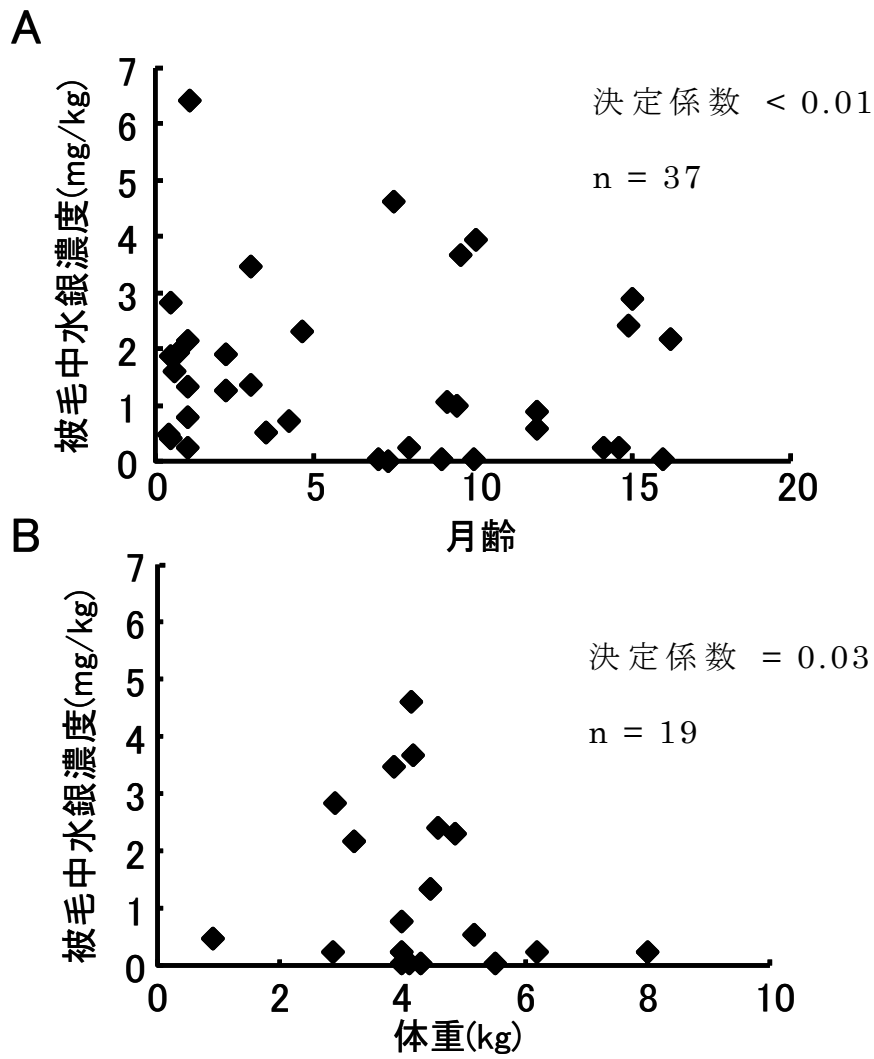 A
被毛中水銀濃度(mg/kg)
7
6
5
4
3
2
1
0
決定係数 < 0.01
n = 37
0 5 10 15 20
月齢
B
被毛中水銀濃度(mg/kg)
7
6
5
4
3
2
1
0
決定係数 = 0.03
n = 19
0 2 4 6 8 10
体重(kg)